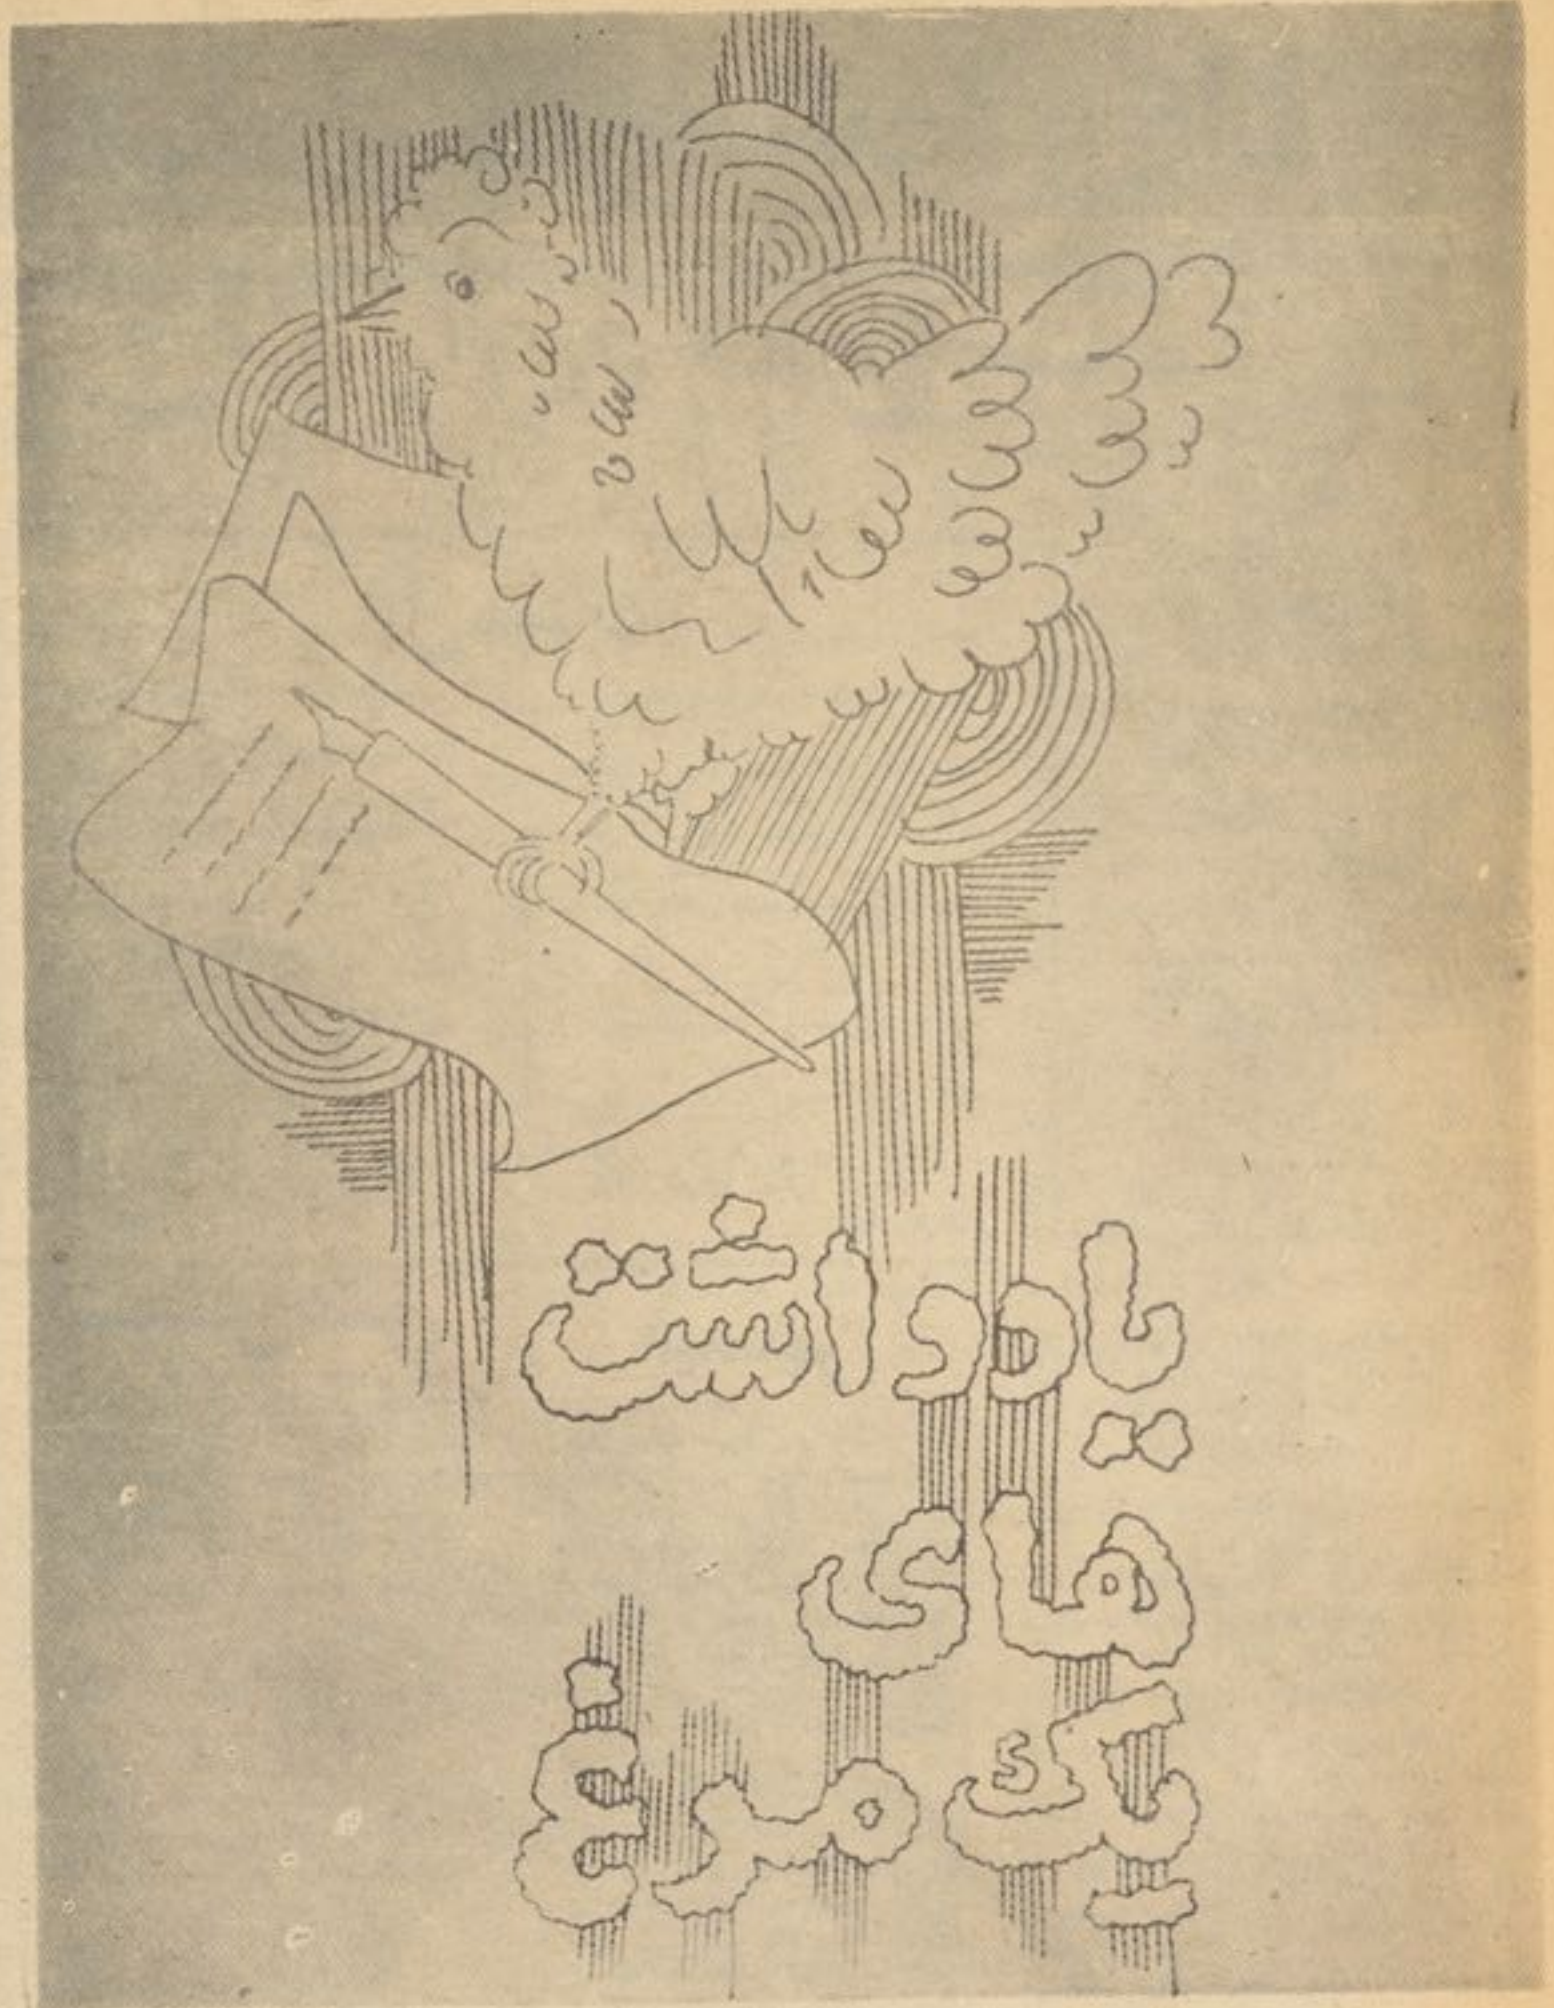 یادداشت
های
یک مرغ